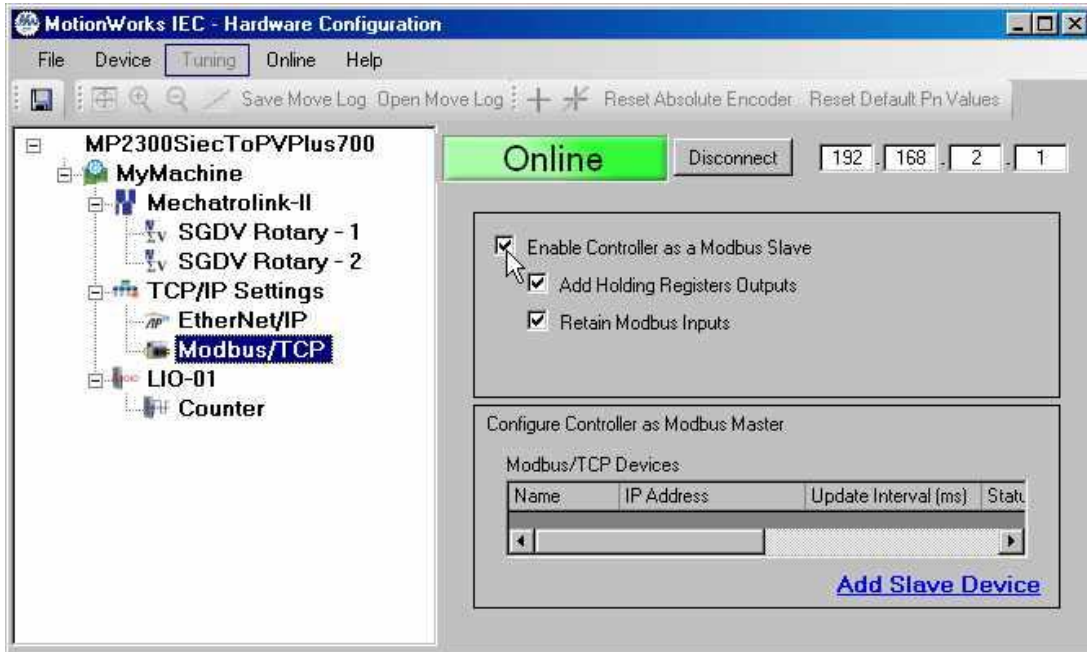 MotionWorks IEC - Hardware Configuration
File Device Tuning Online Help
Save Move Log Open Move Log Reset Absolute Encoder Reset Default Pn Values
MP2300SiecToPVPlus700
MyMachine
Mechatrolink-II
SGDV Rotary - 1
SGDV Rotary - 2
TCP/IP Settings
EtherNet/IP
Modbus/TCP
LIO-01
Counter
Online Disconnect 192 . 168 . 2 . 1
Enable Controller as a Modbus Slave
Add Holding Registers Outputs
Retain Modbus Inputs
Configure Controller as Modbus Master
Modbus/TCP Devices
Name IP Address Update Interval (ms) Statu
Add Slave Device